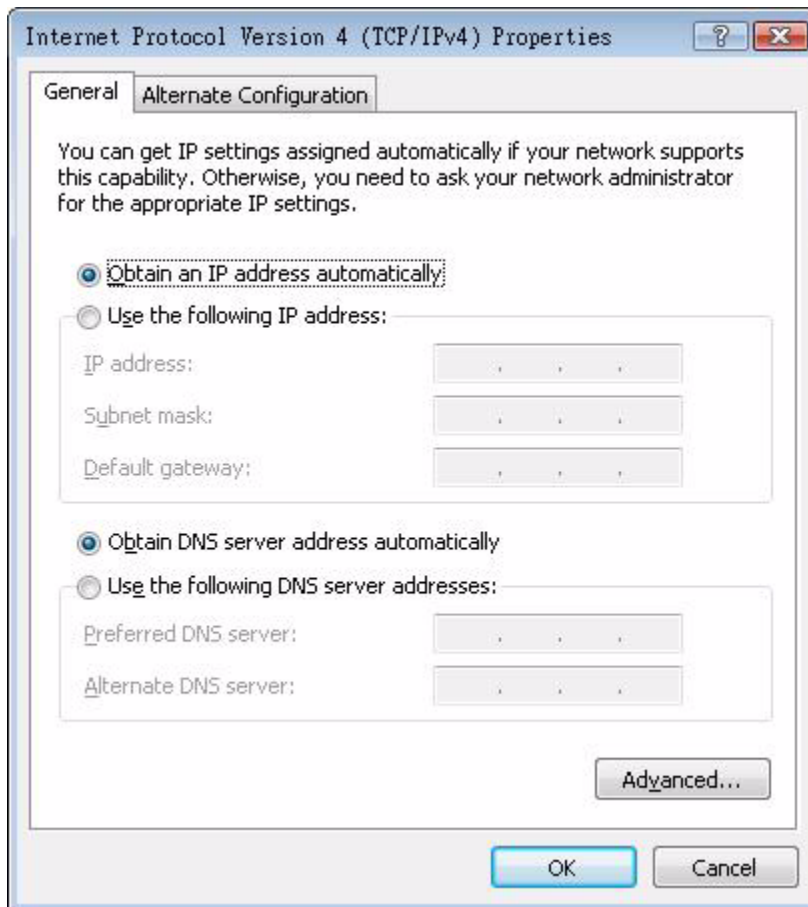 Internet Protocol Version 4 (TCP/IPv4) Properties
General
Alternate Configuration
You can get IP settings assigned automatically if your network supports
this capability. Otherwise, you need to ask your network administrator
for the appropriate IP settings.
Obtain an IP address automatically
Use the following IP address:
IP address:
Subnet mask:
Default gateway:
Obtain DNS server address automatically
Use the following DNS server addresses:
Preferred DNS server:
Alternate DNS server:
Advanced...
OK
Cancel